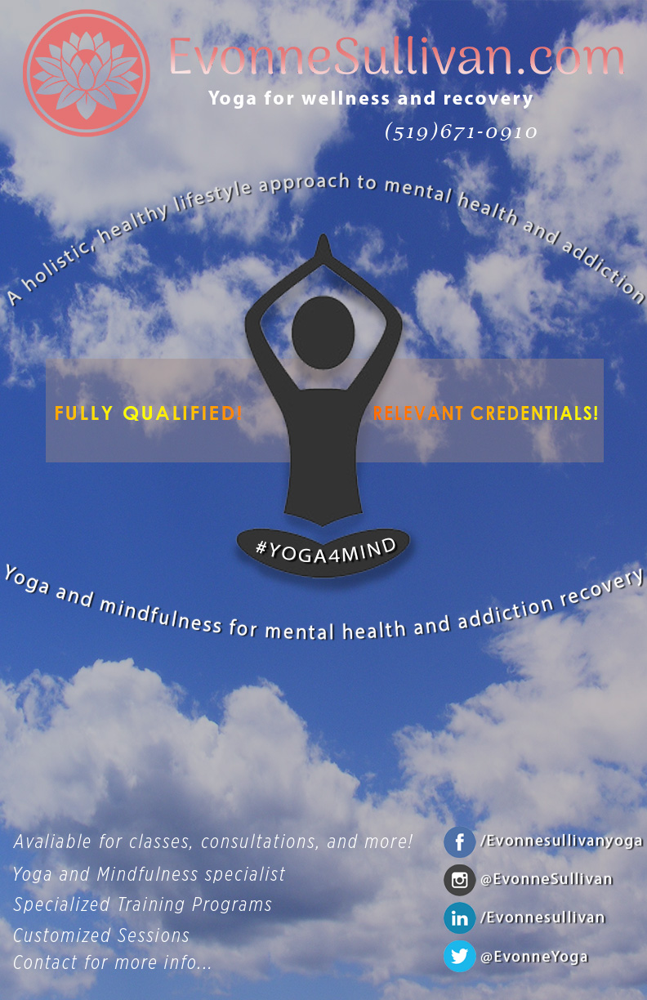 EvonneSullivan.com
Yoga for wellness and recovery
(519)671-0910
A holistic, healthy lifestyle approach to mental health and addiction
FULLY QUALIFIED! RELEVANT CREDENTIALS!
#YOGA4MIND
Yoga and mindfulness for mental health and addiction recovery
Avaliable for classes, consultations, and more!
Yoga and Mindfulness specialist
Specialized Training Programs
Customized Sessions
Contact for more info...
/Evonnesullivanyoga
@EvonneSullivan
/Evonnesullivan
@EvonneYoga